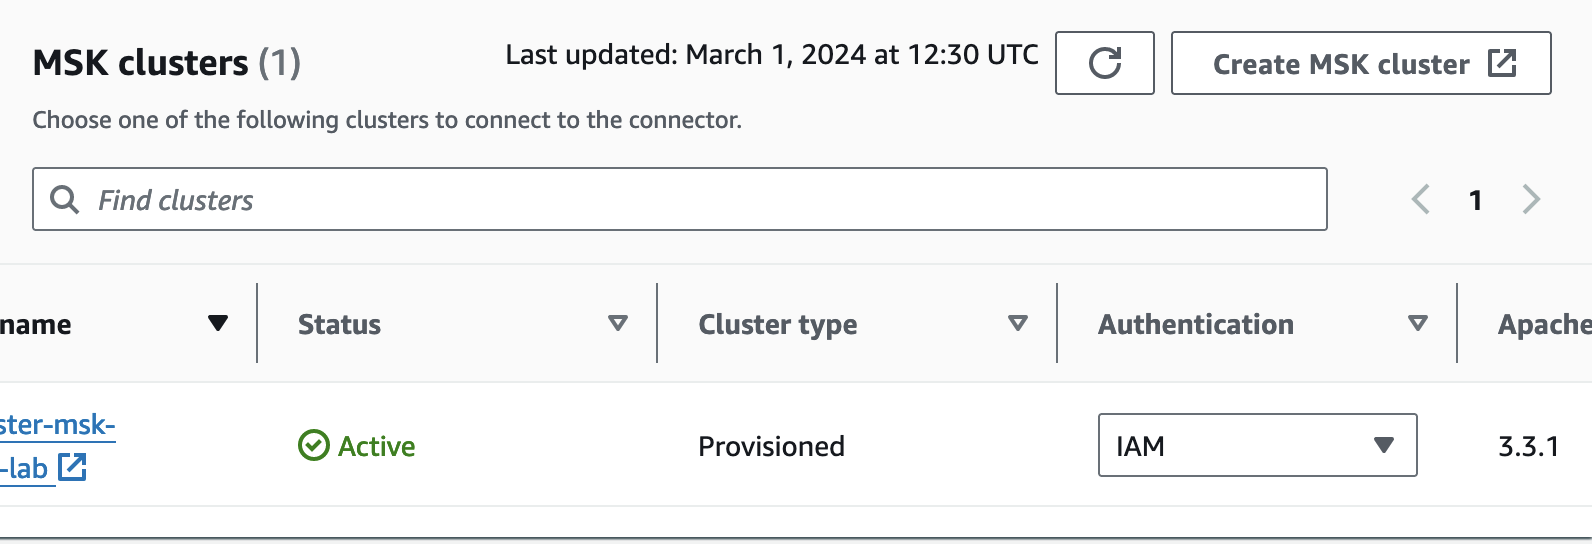 MSK clusters (1)
Last updated: March 1, 2024 at 12:30 UTC
Create MSK cluster
Choose one of the following clusters to connect to the connector.
Find clusters
1
name
Status
Cluster type
Authentication
Apache
ster-msk-
-lab
Active
Provisioned
IAM
3.3.1